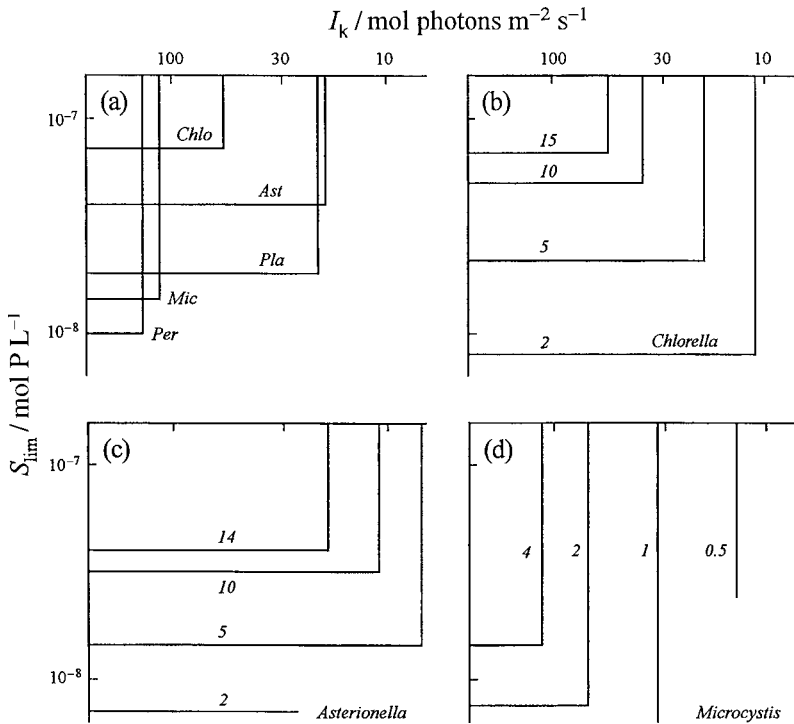 I_k / mol photons m⁻² s⁻¹
100 30 10 100 30 10
(a) (b)
10⁻⁷
Chlo
15
10
Ast
5
Pla
Mic
10⁻⁸
Per
2 Chlorella
S_lim / mol P L⁻¹
(c) (d)
10⁻⁷
14
4 2 1 0.5
10
5
10⁻⁸
2 Asterionella Microcystis